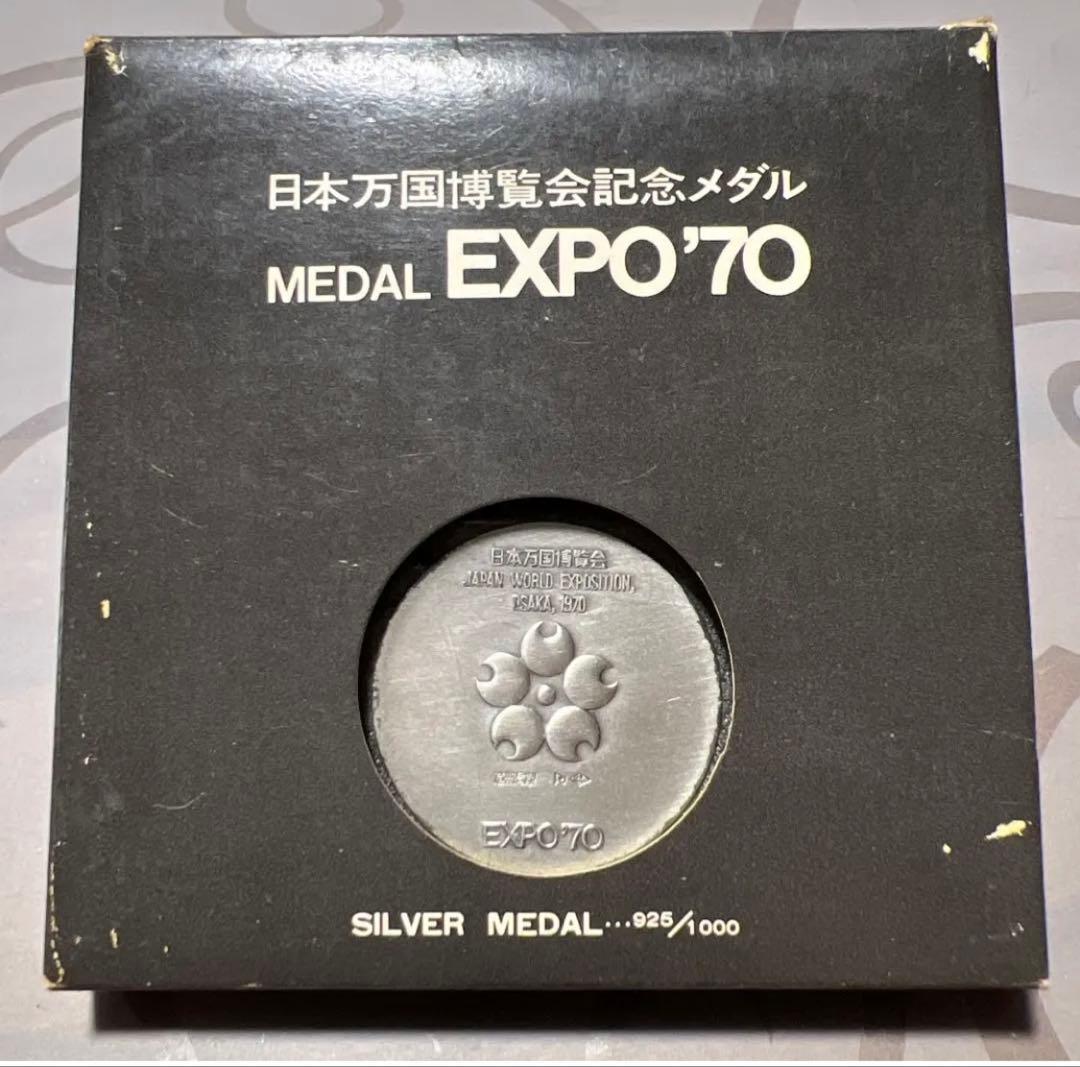 日本万国博覧会記念メダル
MEDAL EXPO'70
日本万国博覧会
JAPAN WORLD EXPOSITION,
OSAKA, 1970
EXPO'70
SILVER MEDAL...925/1000